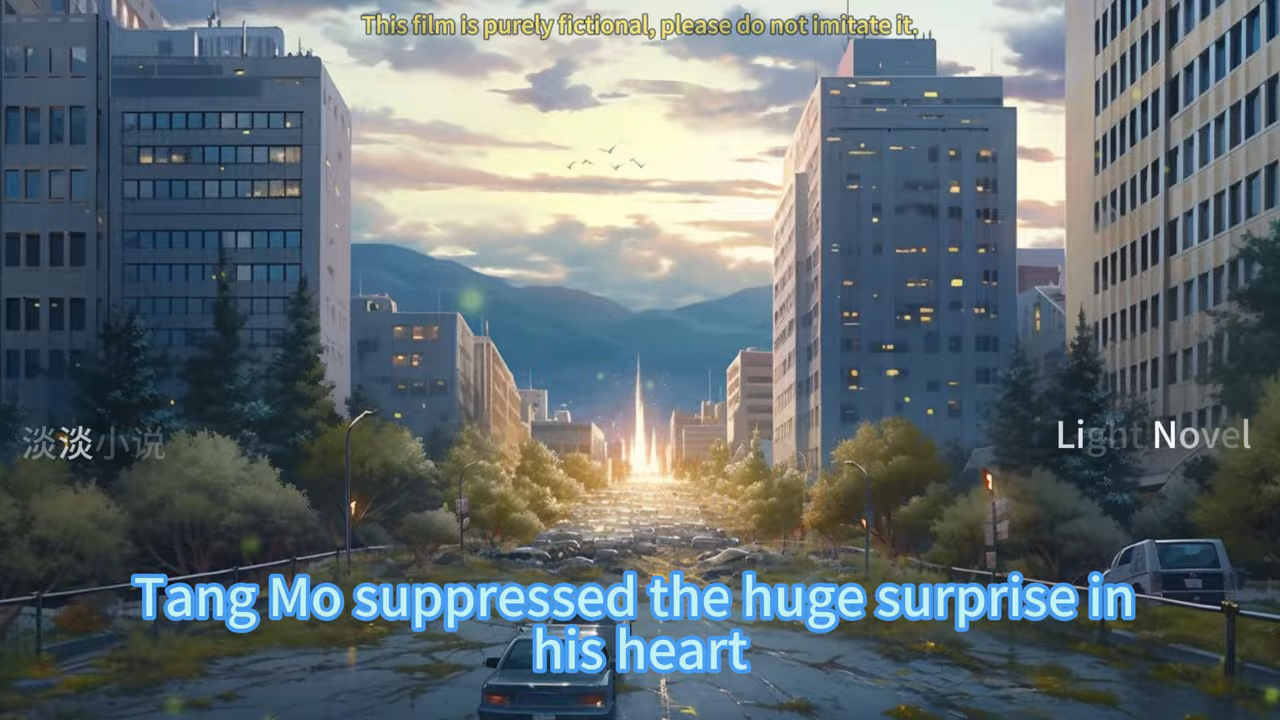 This film is purely fictional, please do not imitate it.
淡淡小说
Light Novel
Tang Mo suppressed the huge surprise in
his heart